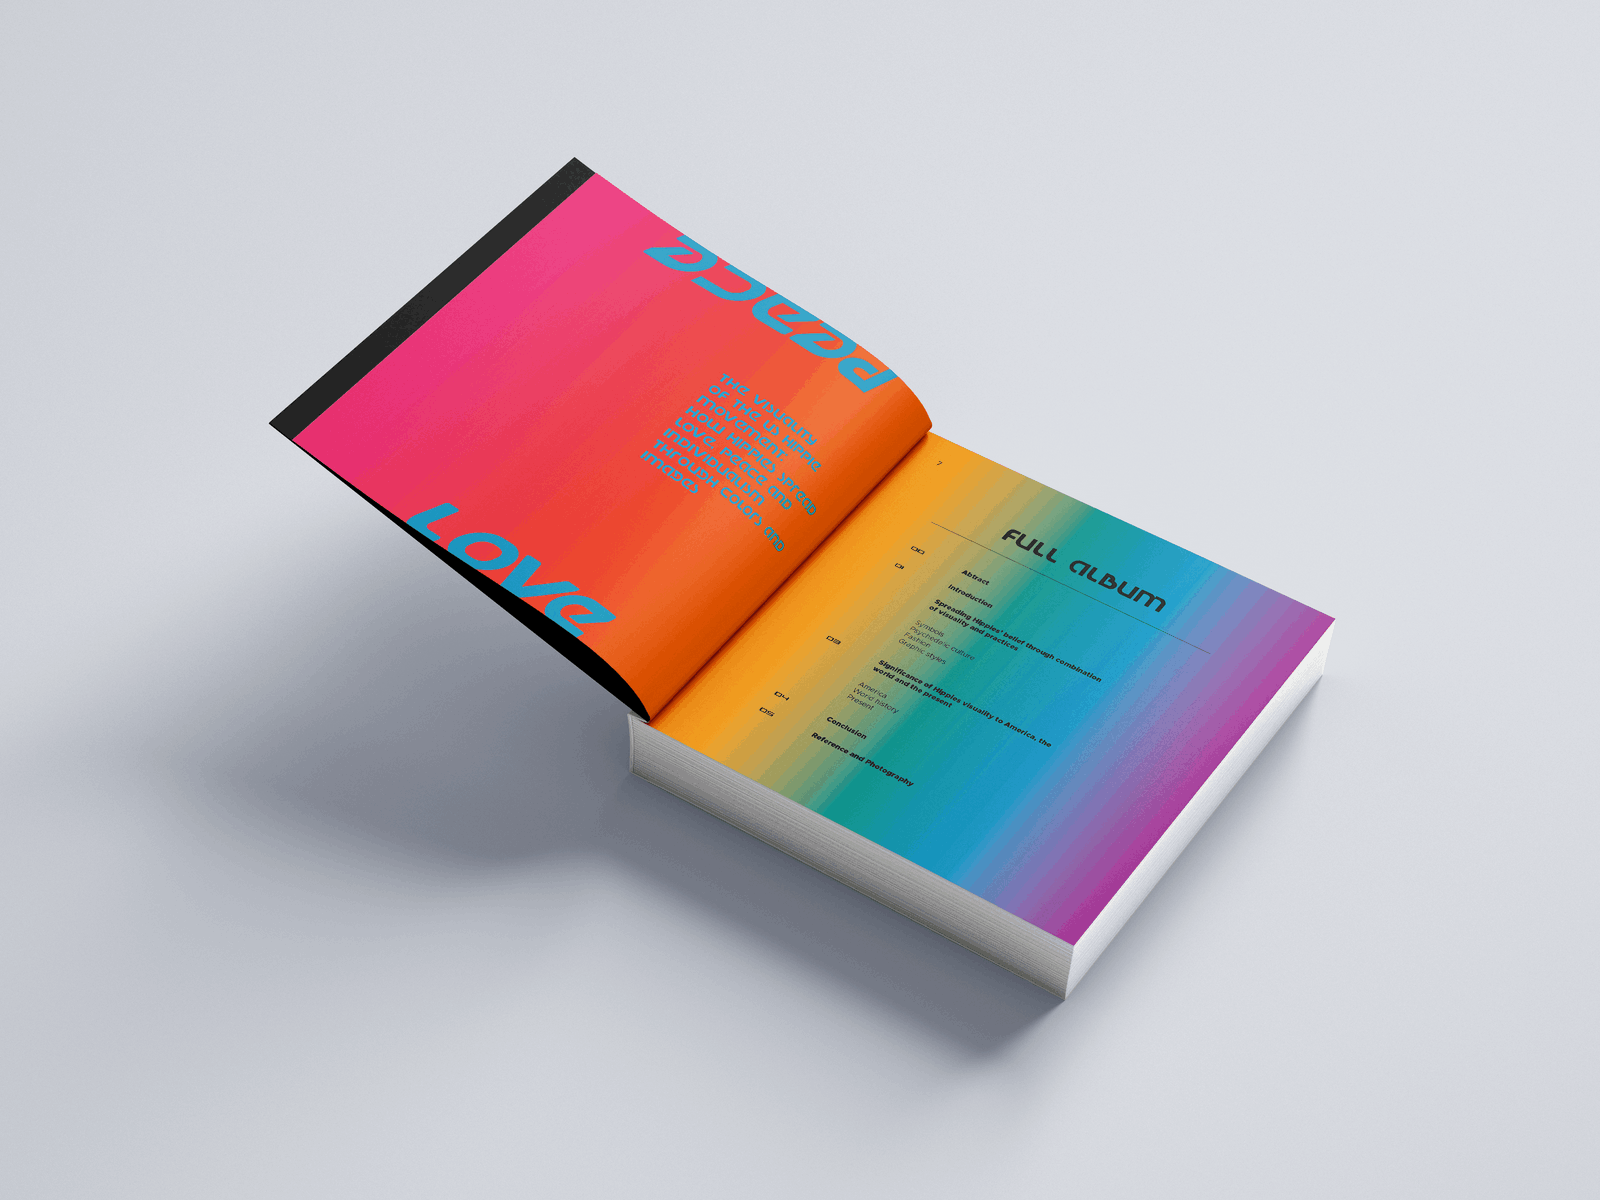 peace
THE VISUALITY
OF THE US HIPPIE
MOVEMENT:
HOW HIPPIES SPREAD
LOVE, PEACE AND
INDIVIDUALISM
THROUGH COLORS AND
IMAGES
LOVE
7
FULL ALBUM
00
Abtract
01
Introduction
Spreading Hippies' belief through combination
of visuality and practices
Symbols
Psychedelic culture
Fashion
Graphic styles
03
Significance of Hippies visuality to America, the
world and the present
America
World history
Present
04
Conclusion
05
Reference and Photography